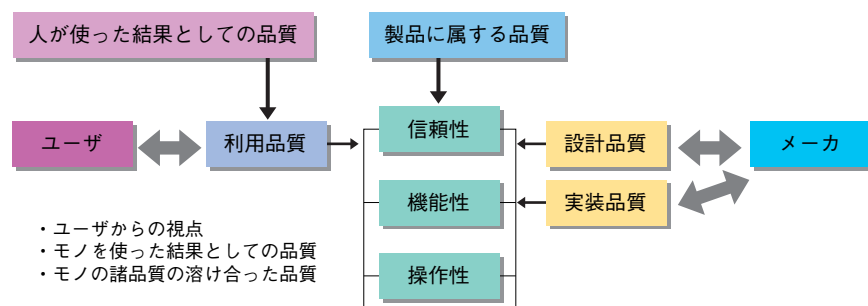 人が使った結果としての品質
製品に属する品質
ユーザ
利用品質
信頼性
設計品質
メーカ
機能性
実装品質
操作性
・ユーザからの視点
・モノを使った結果としての品質
・モノの諸品質の溶け合った品質